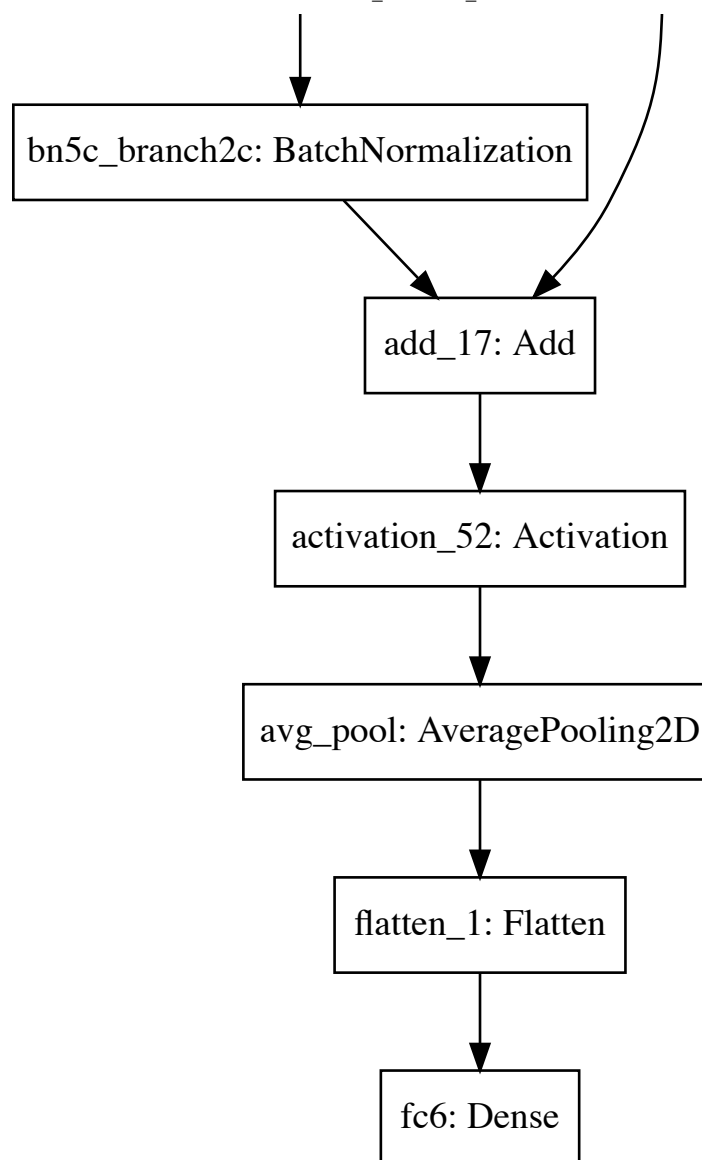 bn5c_branch2c: BatchNormalization
add_17: Add
activation_52: Activation
avg_pool: AveragePooling2D
flatten_1: Flatten
fc6: Dense